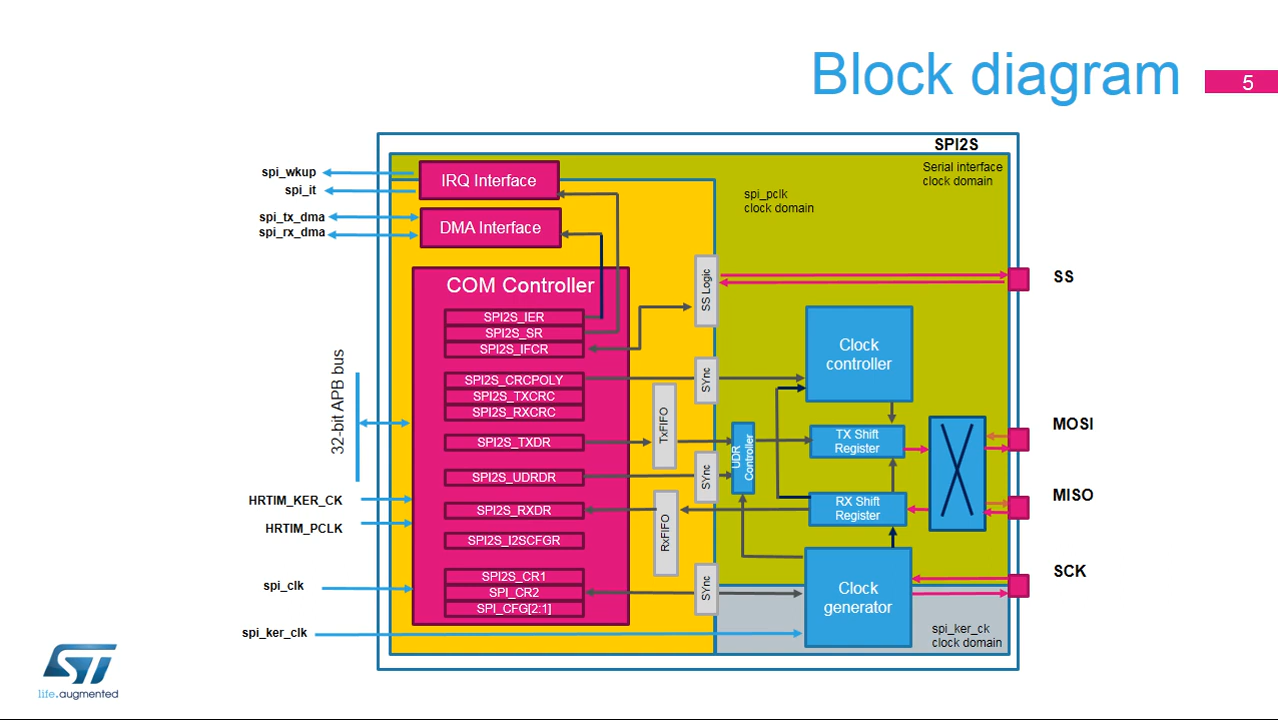 Block diagram
5
SPI2S
Serial interface
clock domain
spi_wkup
spi_it
IRQ Interface
spi_pclk
clock domain
spi_tx_dma
spi_rx_dma
DMA Interface
COM Controller
SS Logic
SS
SPI2S_IER
SPI2S_SR
SPI2S_IFCR
Clock
controller
32-bit APB bus
SPI2S_CRCPOLY
SPI2S_TXCRC
SPI2S_RXCRC
SYnc
TxFIFO
SPI2S_TXDR
UDR
Controller
TX Shift
Register
MOSI
SPI2S_UDRDR
SYnc
HRTIM_KER_CK
SPI2S_RXDR
RxFIFO
RX Shift
Register
MISO
HRTIM_PCLK
SPI2S_I2SCFGR
spi_clk
SPI2S_CR1
SPI_CR2
SPI_CFG[2:1]
SYnc
Clock
generator
SCK
spi_ker_clk
spi_ker_ck
clock domain
ST
life.augmented